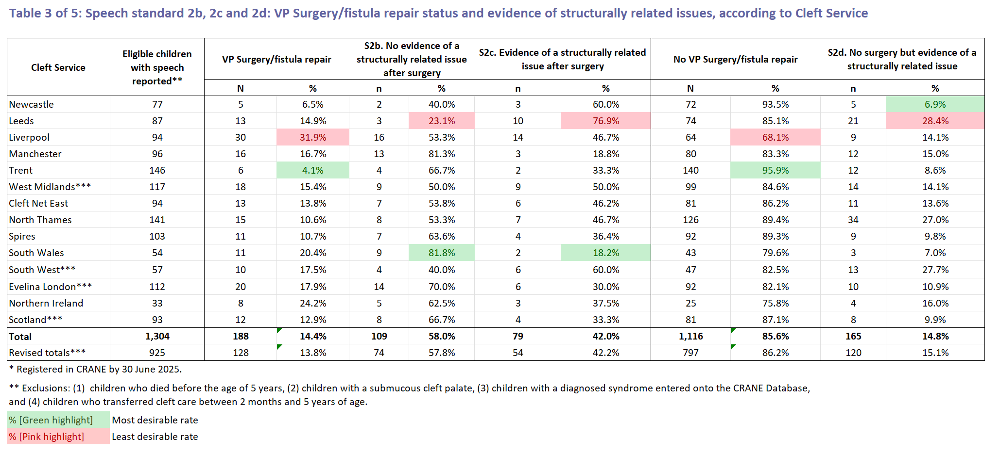 Table 3 of 5: Speech standard 2b, 2c and 2d: VP Surgery/fistula repair status and evidence of structurally related issues, according to Cleft Service
Cleft Service
Eligible children
with speech
reported**
VP Surgery/fistula repair
S2b. No evidence of a
structurally related issue
after surgery
S2c. Evidence of a structurally related
issue after surgery
No VP Surgery/fistula repair
S2d. No surgery but evidence of a
structurally related issue
N % n % n % N % n %
Newcastle 77 5 6.5% 2 40.0% 3 60.0% 72 93.5% 5 6.9%
Leeds 87 13 14.9% 3 23.1% 10 76.9% 74 85.1% 21 28.4%
Liverpool 94 30 31.9% 16 53.3% 14 46.7% 64 68.1% 9 14.1%
Manchester 96 16 16.7% 13 81.3% 3 18.8% 80 83.3% 12 15.0%
Trent 146 6 4.1% 4 66.7% 2 33.3% 140 95.9% 12 8.6%
West Midlands*** 117 18 15.4% 9 50.0% 9 50.0% 99 84.6% 14 14.1%
Cleft Net East 94 13 13.8% 7 53.8% 6 46.2% 81 86.2% 11 13.6%
North Thames 141 15 10.6% 8 53.3% 7 46.7% 126 89.4% 34 27.0%
Spires 103 11 10.7% 7 63.6% 4 36.4% 92 89.3% 9 9.8%
South Wales 54 11 20.4% 9 81.8% 2 18.2% 43 79.6% 3 7.0%
South West*** 57 10 17.5% 4 40.0% 6 60.0% 47 82.5% 13 27.7%
Evelina London*** 112 20 17.9% 14 70.0% 6 30.0% 92 82.1% 10 10.9%
Northern Ireland 33 8 24.2% 5 62.5% 3 37.5% 25 75.8% 4 16.0%
Scotland*** 93 12 12.9% 8 66.7% 4 33.3% 81 87.1% 8 9.9%
Total 1,304 188 14.4% 109 58.0% 79 42.0% 1,116 85.6% 165 14.8%
Revised totals*** 925 128 13.8% 74 57.8% 54 42.2% 797 86.2% 120 15.1%
* Registered in CRANE by 30 June 2025.
** Exclusions: (1) children who died before the age of 5 years, (2) children with a submucous cleft palate, (3) children with a diagnosed syndrome entered onto the CRANE Database,
and (4) children who transferred cleft care between 2 months and 5 years of age.
% [Green highlight] Most desirable rate
% [Pink highlight] Least desirable rate